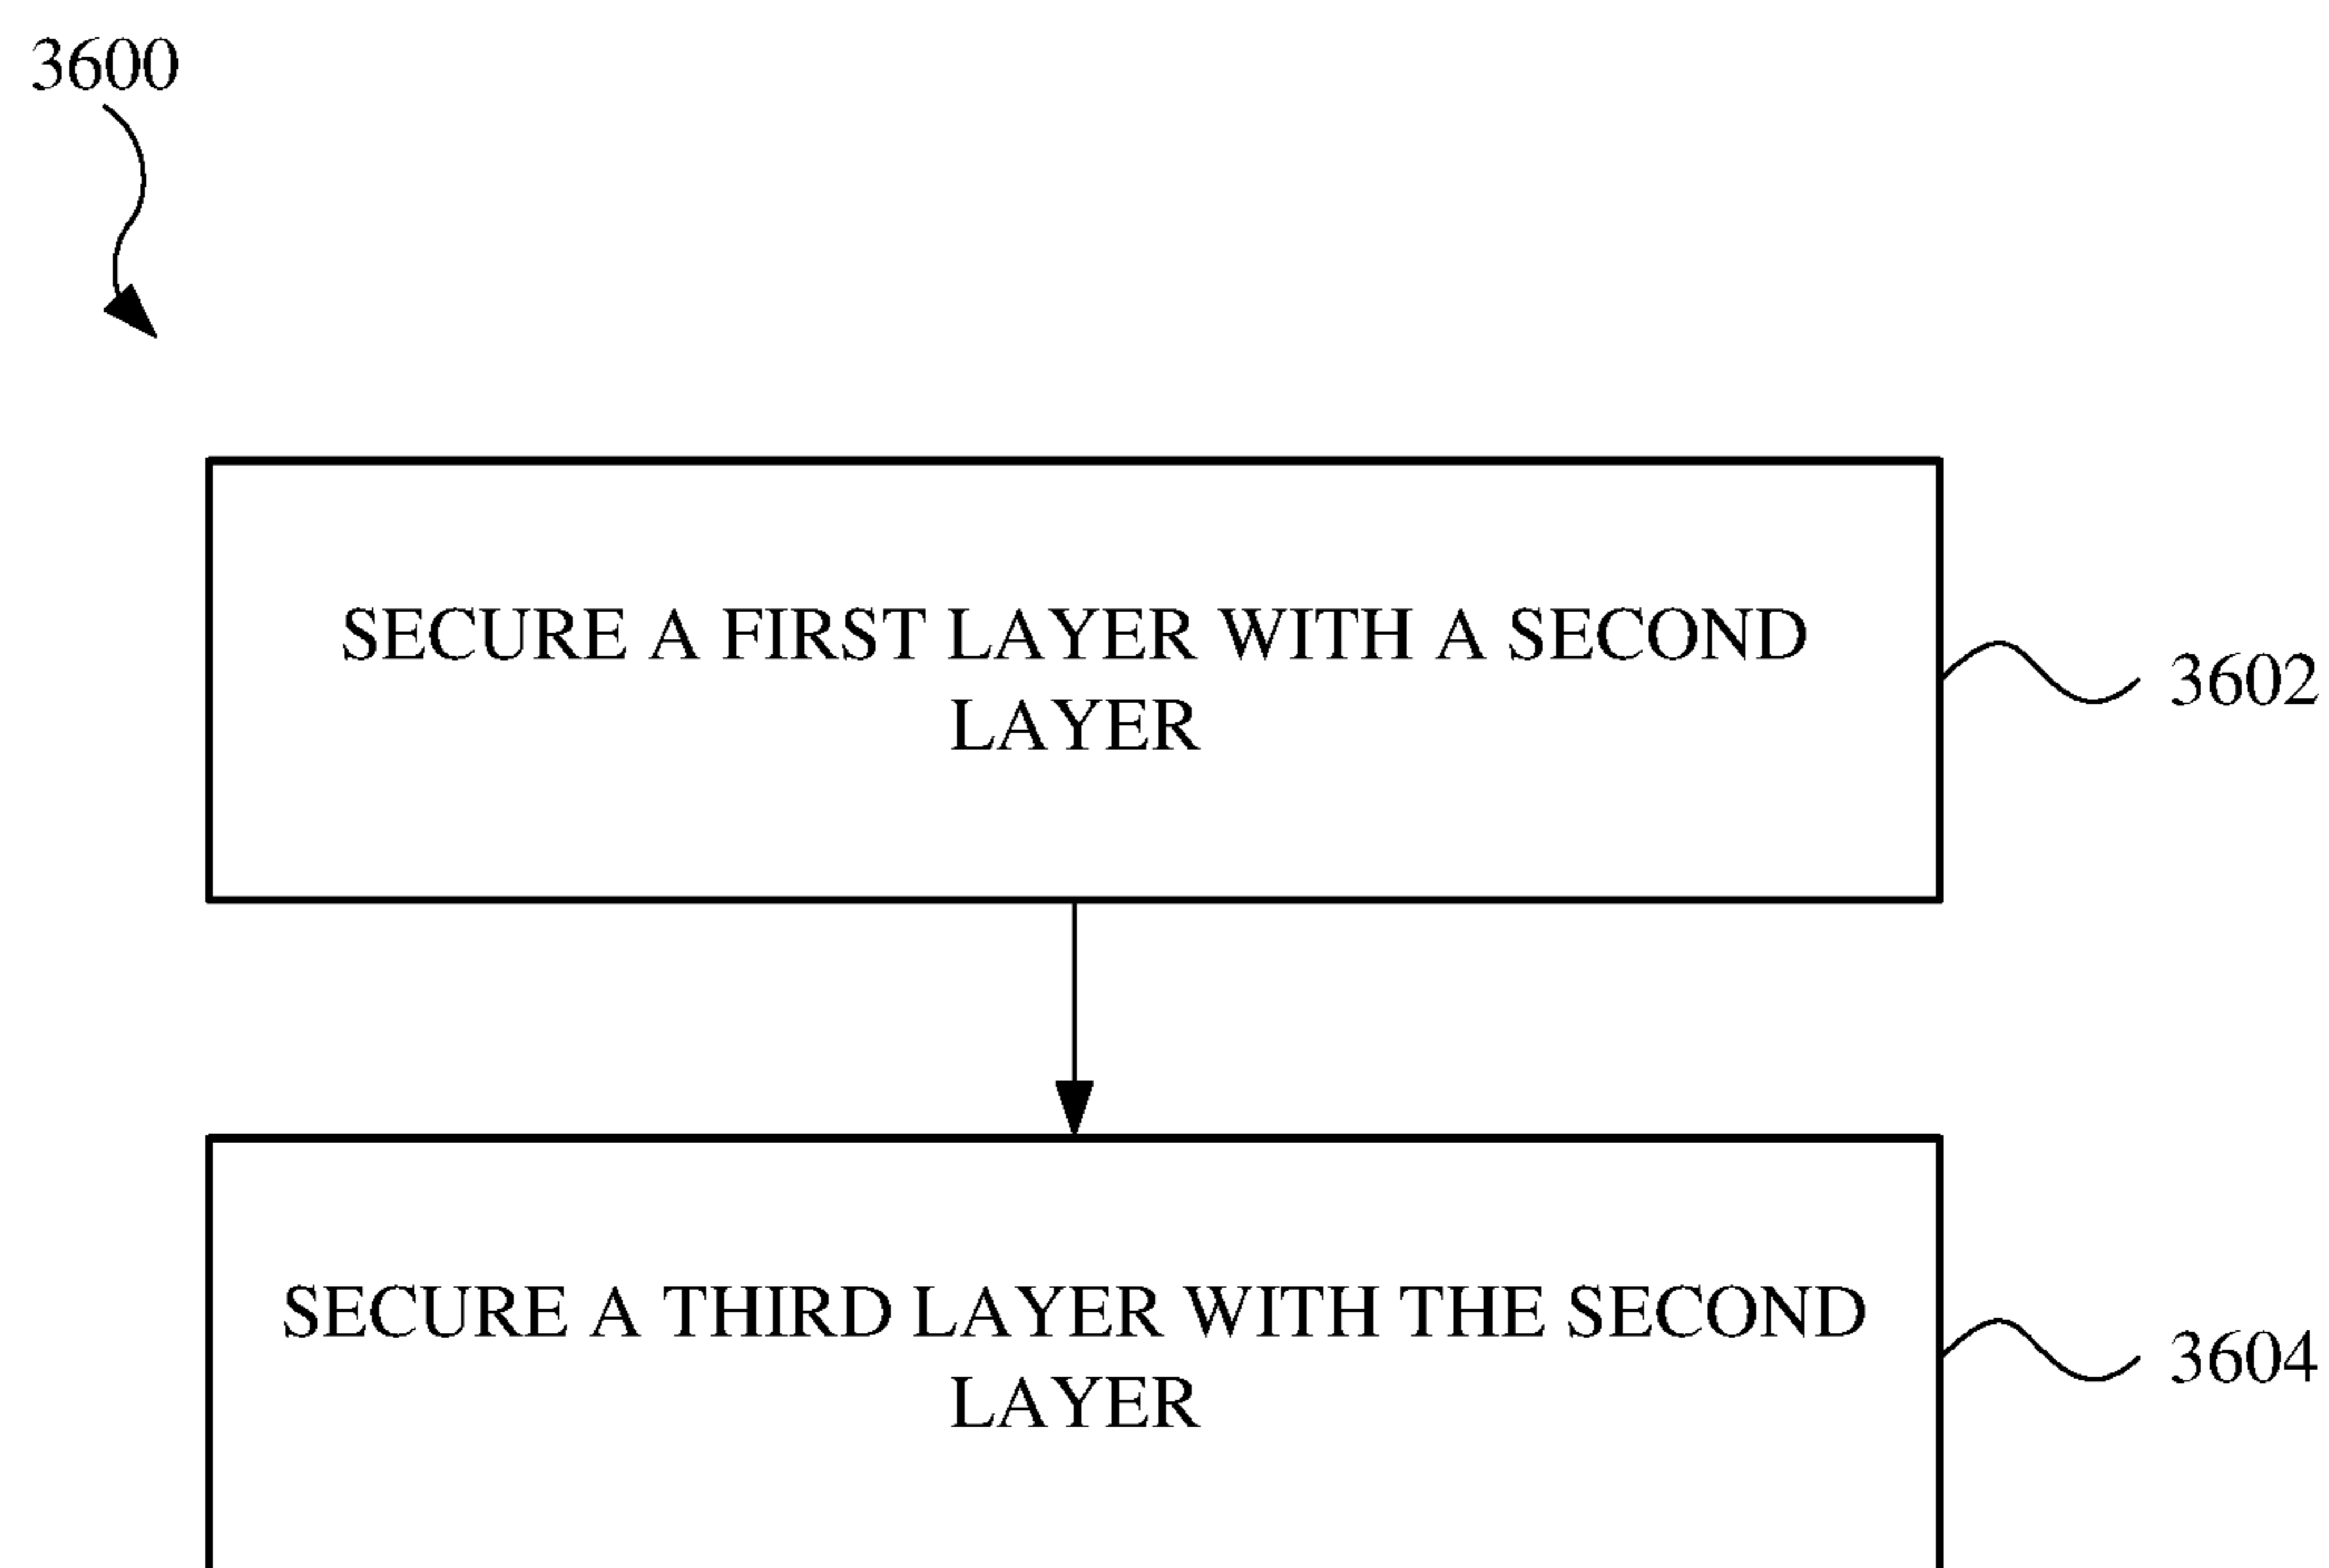 3600
SECURE A FIRST LAYER WITH A SECOND
LAYER
3602
SECURE A THIRD LAYER WITH THE SECOND
LAYER
3604